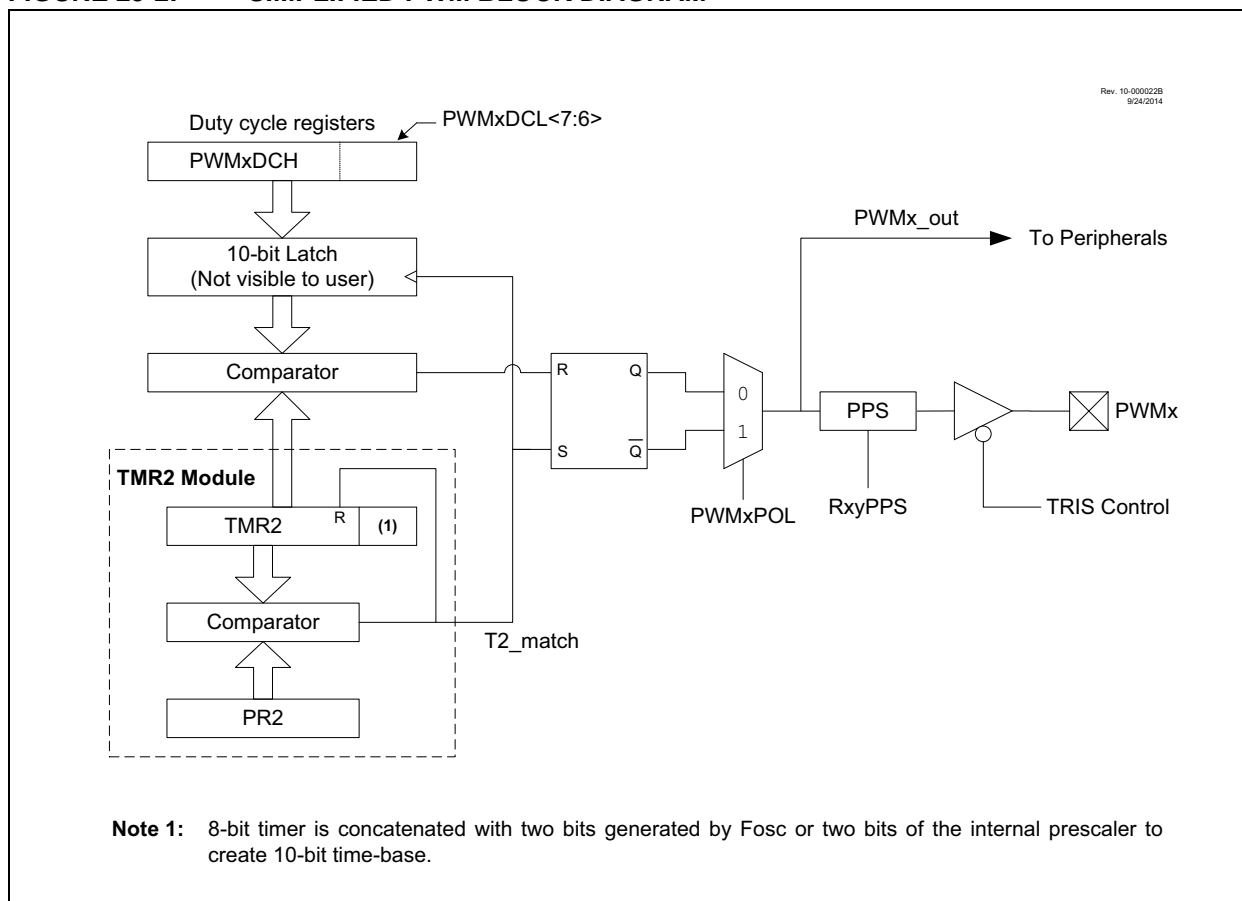 Rev. 10-000022B
9/24/2014
Duty cycle registers
PWMxDCL<7:6>
PWMxDCH
10-bit Latch
(Not visible to user)
Comparator
PWMx_out
To Peripherals
R
Q
S
Q
0
1
PWMxPOL
PPS
RxyPPS
PWMx
TRIS Control
TMR2 Module
TMR2
R
(1)
Comparator
T2_match
PR2
Note 1: 8-bit timer is concatenated with two bits generated by Fosc or two bits of the internal prescaler to
create 10-bit time-base.